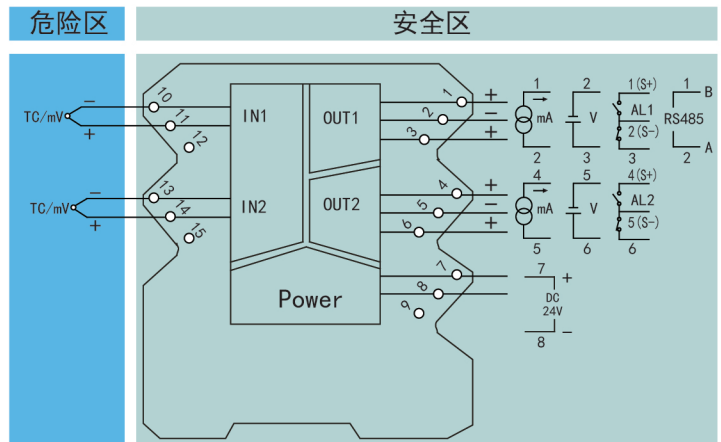 危险区
安全区
TC/mV
−
+
10
11
12
IN1
OUT1
1
2
3
+
−
+
1
mA
2
2
V
3
1(S+)
AL1
2(S−)
3
1
B
RS485
A
2
TC/mV
−
+
13
14
15
IN2
OUT2
4
5
6
+
−
+
4
mA
5
5
V
6
4(S+)
AL2
5(S−)
6
Power
7
8
9
7
+
DC
24V
8
−